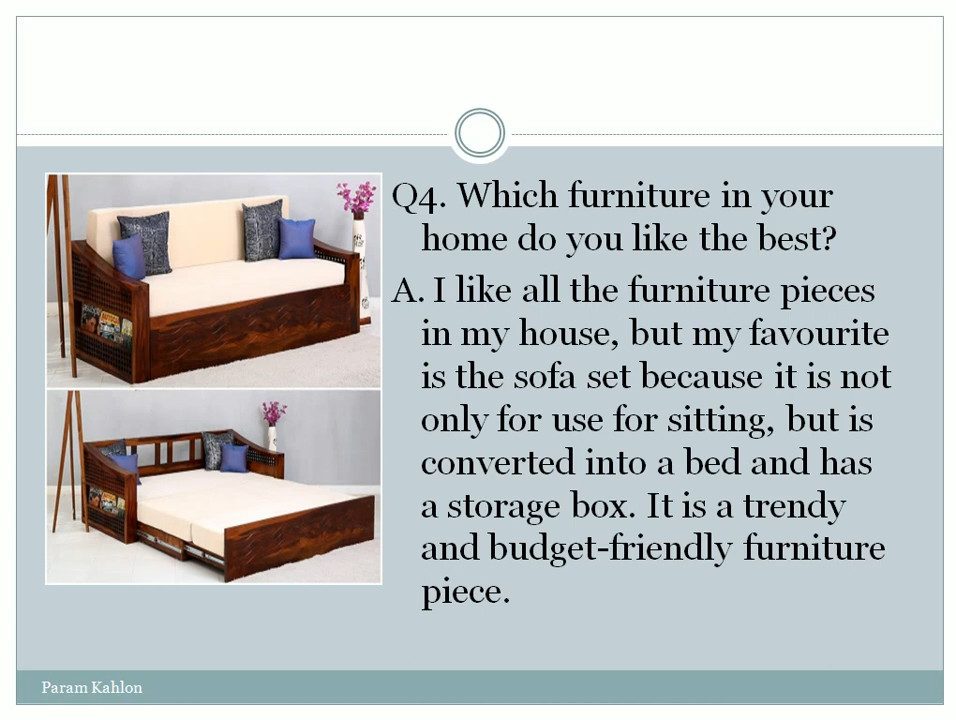 Q4. Which furniture in your
home do you like the best?
A. I like all the furniture pieces
in my house, but my favourite
is the sofa set because it is not
only for use for sitting, but is
converted into a bed and has
a storage box. It is a trendy
and budget-friendly furniture
piece.
Param Kahlon